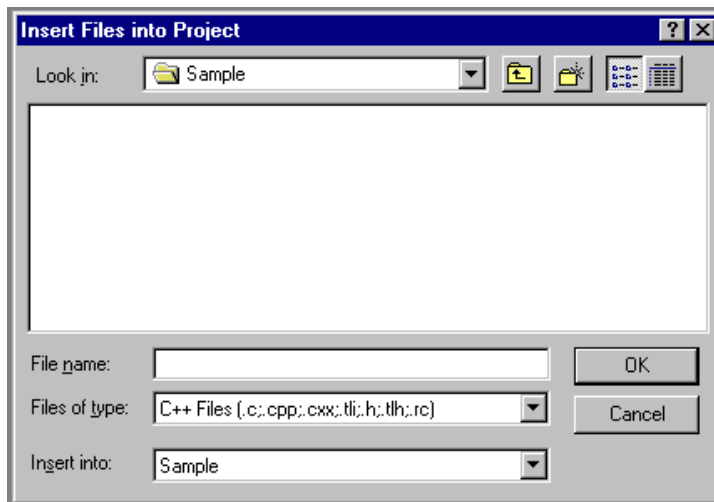 Insert Files into Project
Look in: Sample
File name: OK
Files of type: C++ Files (.c;.cpp;.cxx;.tli;.h;.tlh;.rc) Cancel
Insert into: Sample